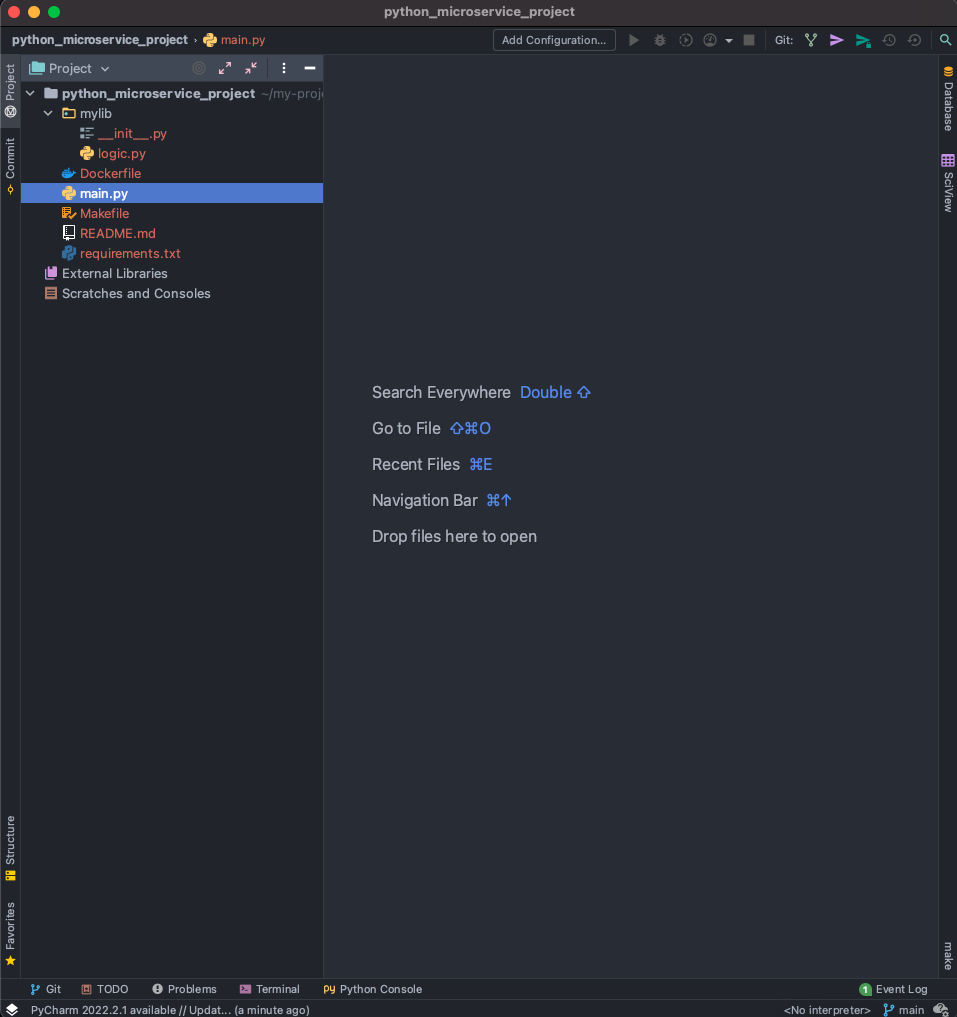 python_microservice_project
python_microservice_project › main.py
Add Configuration...
Git:
Project
python_microservice_project ~/my-proj
mylib
__init__.py
logic.py
Dockerfile
main.py
Makefile
README.md
requirements.txt
External Libraries
Scratches and Consoles
Project
Commit
Structure
Favorites
Search Everywhere Double ⇧
Go to File ⇧⌘O
Recent Files ⌘E
Navigation Bar ⌘↑
Drop files here to open
Database
SciView
make
Git TODO Problems Terminal Python Console 1 Event Log
PyCharm 2022.2.1 available // Updat... (a minute ago) <No interpreter> main